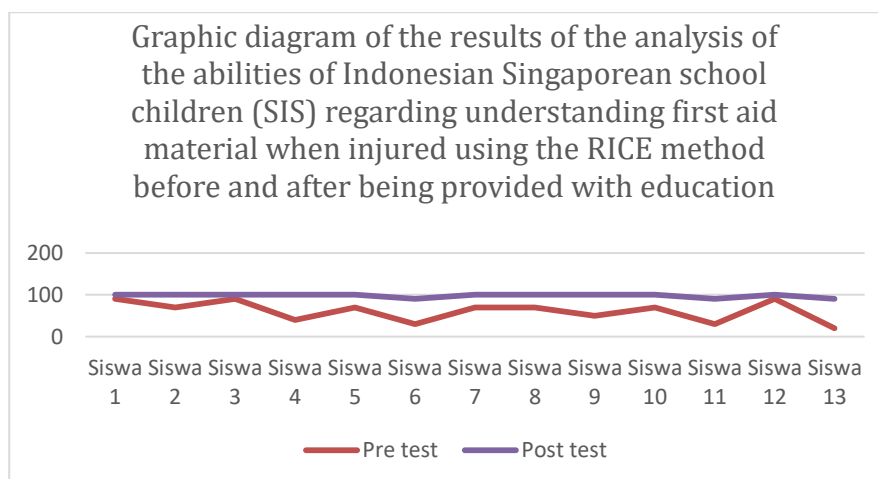 Graphic diagram of the results of the analysis of
the abilities of Indonesian Singaporean school
children (SIS) regarding understanding first aid
material when injured using the RICE method
before and after being provided with education
200
100
0
Siswa Siswa Siswa Siswa Siswa Siswa Siswa Siswa Siswa Siswa Siswa Siswa Siswa
1 2 3 4 5 6 7 8 9 10 11 12 13
Pre test Post test